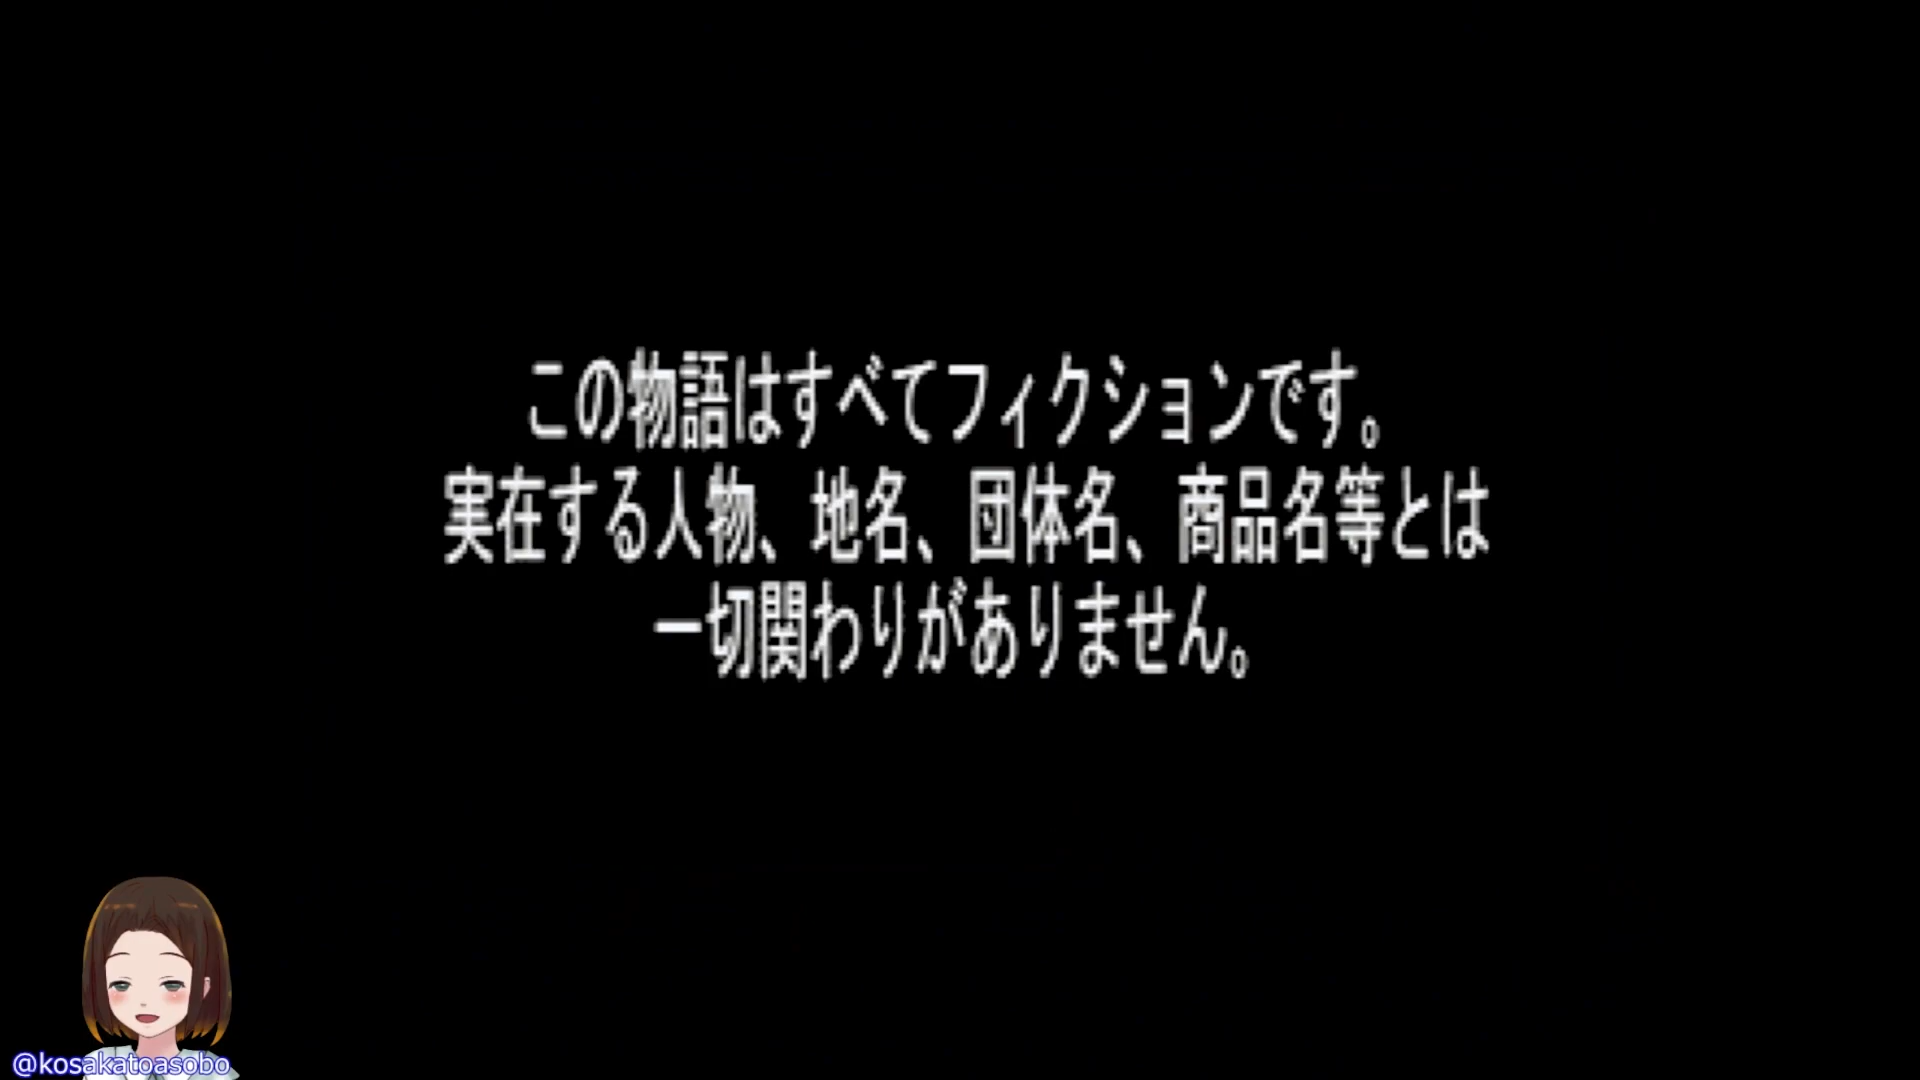 この物語はすべてフィクションです。
実在する人物、地名、団体名、商品名等とは
一切関わりがありません。
@kosakatoasobo